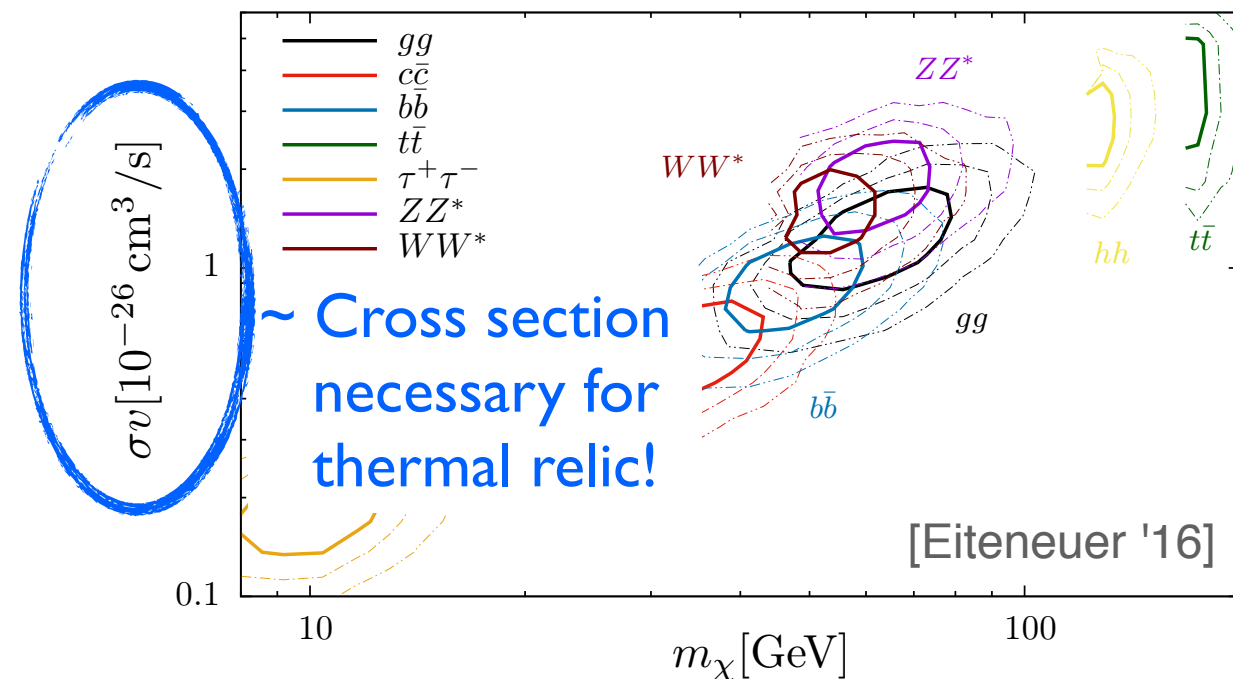 σv[10⁻²⁶ cm³/s]
1
0.1
gg
cc̄
bb̄
tt̄
τ⁺τ⁻
ZZ*
WW*
ZZ*
WW*
hh
tt̄
gg
bb̄
~ Cross section
necessary for
thermal relic!
[Eiteneuer '16]
10
100
mᵪ[GeV]